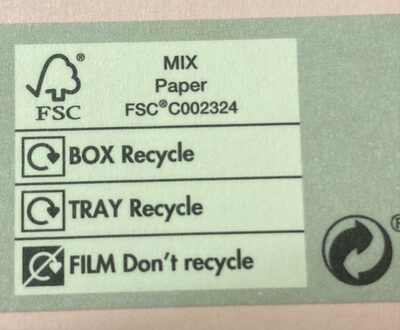 MIX
Paper
FSC® FSC®C002324
BOX Recycle
TRAY Recycle
FILM Don't recycle
®